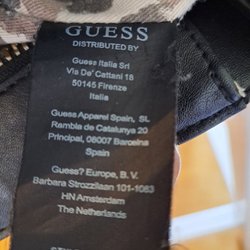 GUESS
DISTRIBUTED BY
Guess Italia Srl
Via De' Cattani 18
50145 Firenze
Italia
Guess Apparel Spain, SL
Rambla de Catalunya 20
Principal, 08007 Barcelna
Spain
Guess? Europe, B. V.
Barbara Strozzilaan 101-1083
HN Amsterdam
The Netherlands